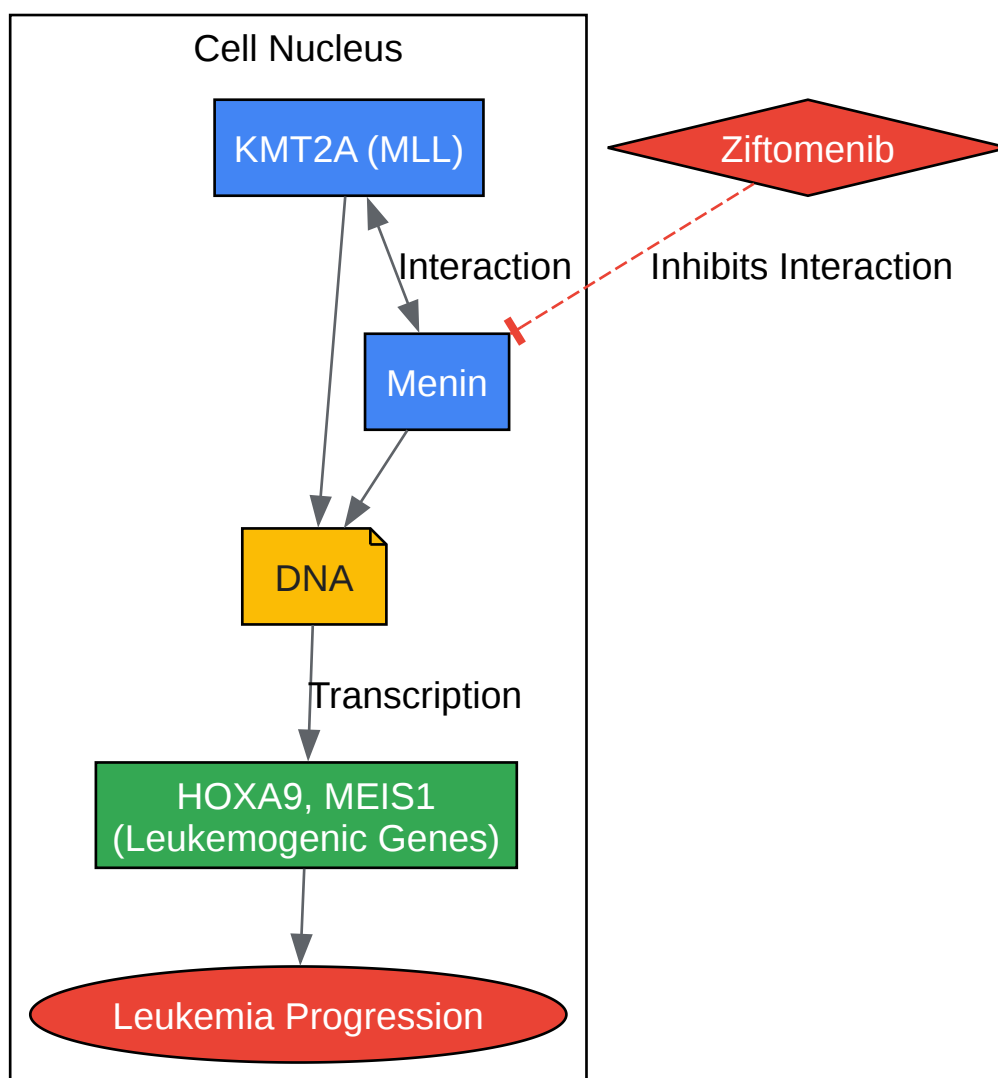 Cell Nucleus
KMT2A (MLL)
Ziftomenib
Interaction
Inhibits Interaction
Menin
DNA
Transcription
HOXA9, MEIS1
(Leukemogenic Genes)
Leukemia Progression